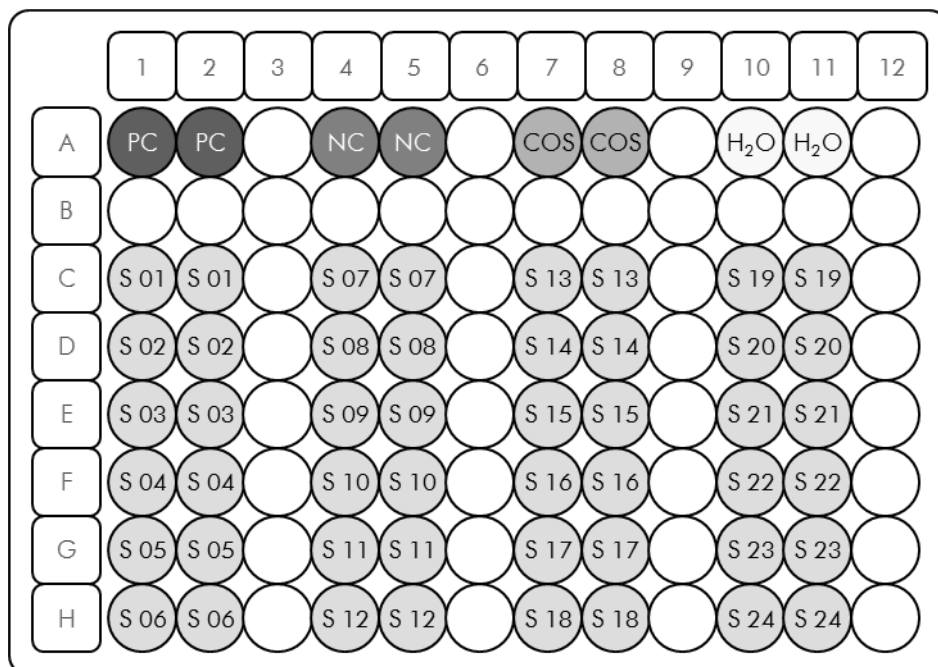 1 2 3 4 5 6 7 8 9 10 11 12
A PC PC NC NC COS COS H₂O H₂O
B
C S 01 S 01 S 07 S 07 S 13 S 13 S 19 S 19
D S 02 S 02 S 08 S 08 S 14 S 14 S 20 S 20
E S 03 S 03 S 09 S 09 S 15 S 15 S 21 S 21
F S 04 S 04 S 10 S 10 S 16 S 16 S 22 S 22
G S 05 S 05 S 11 S 11 S 17 S 17 S 23 S 23
H S 06 S 06 S 12 S 12 S 18 S 18 S 24 S 24